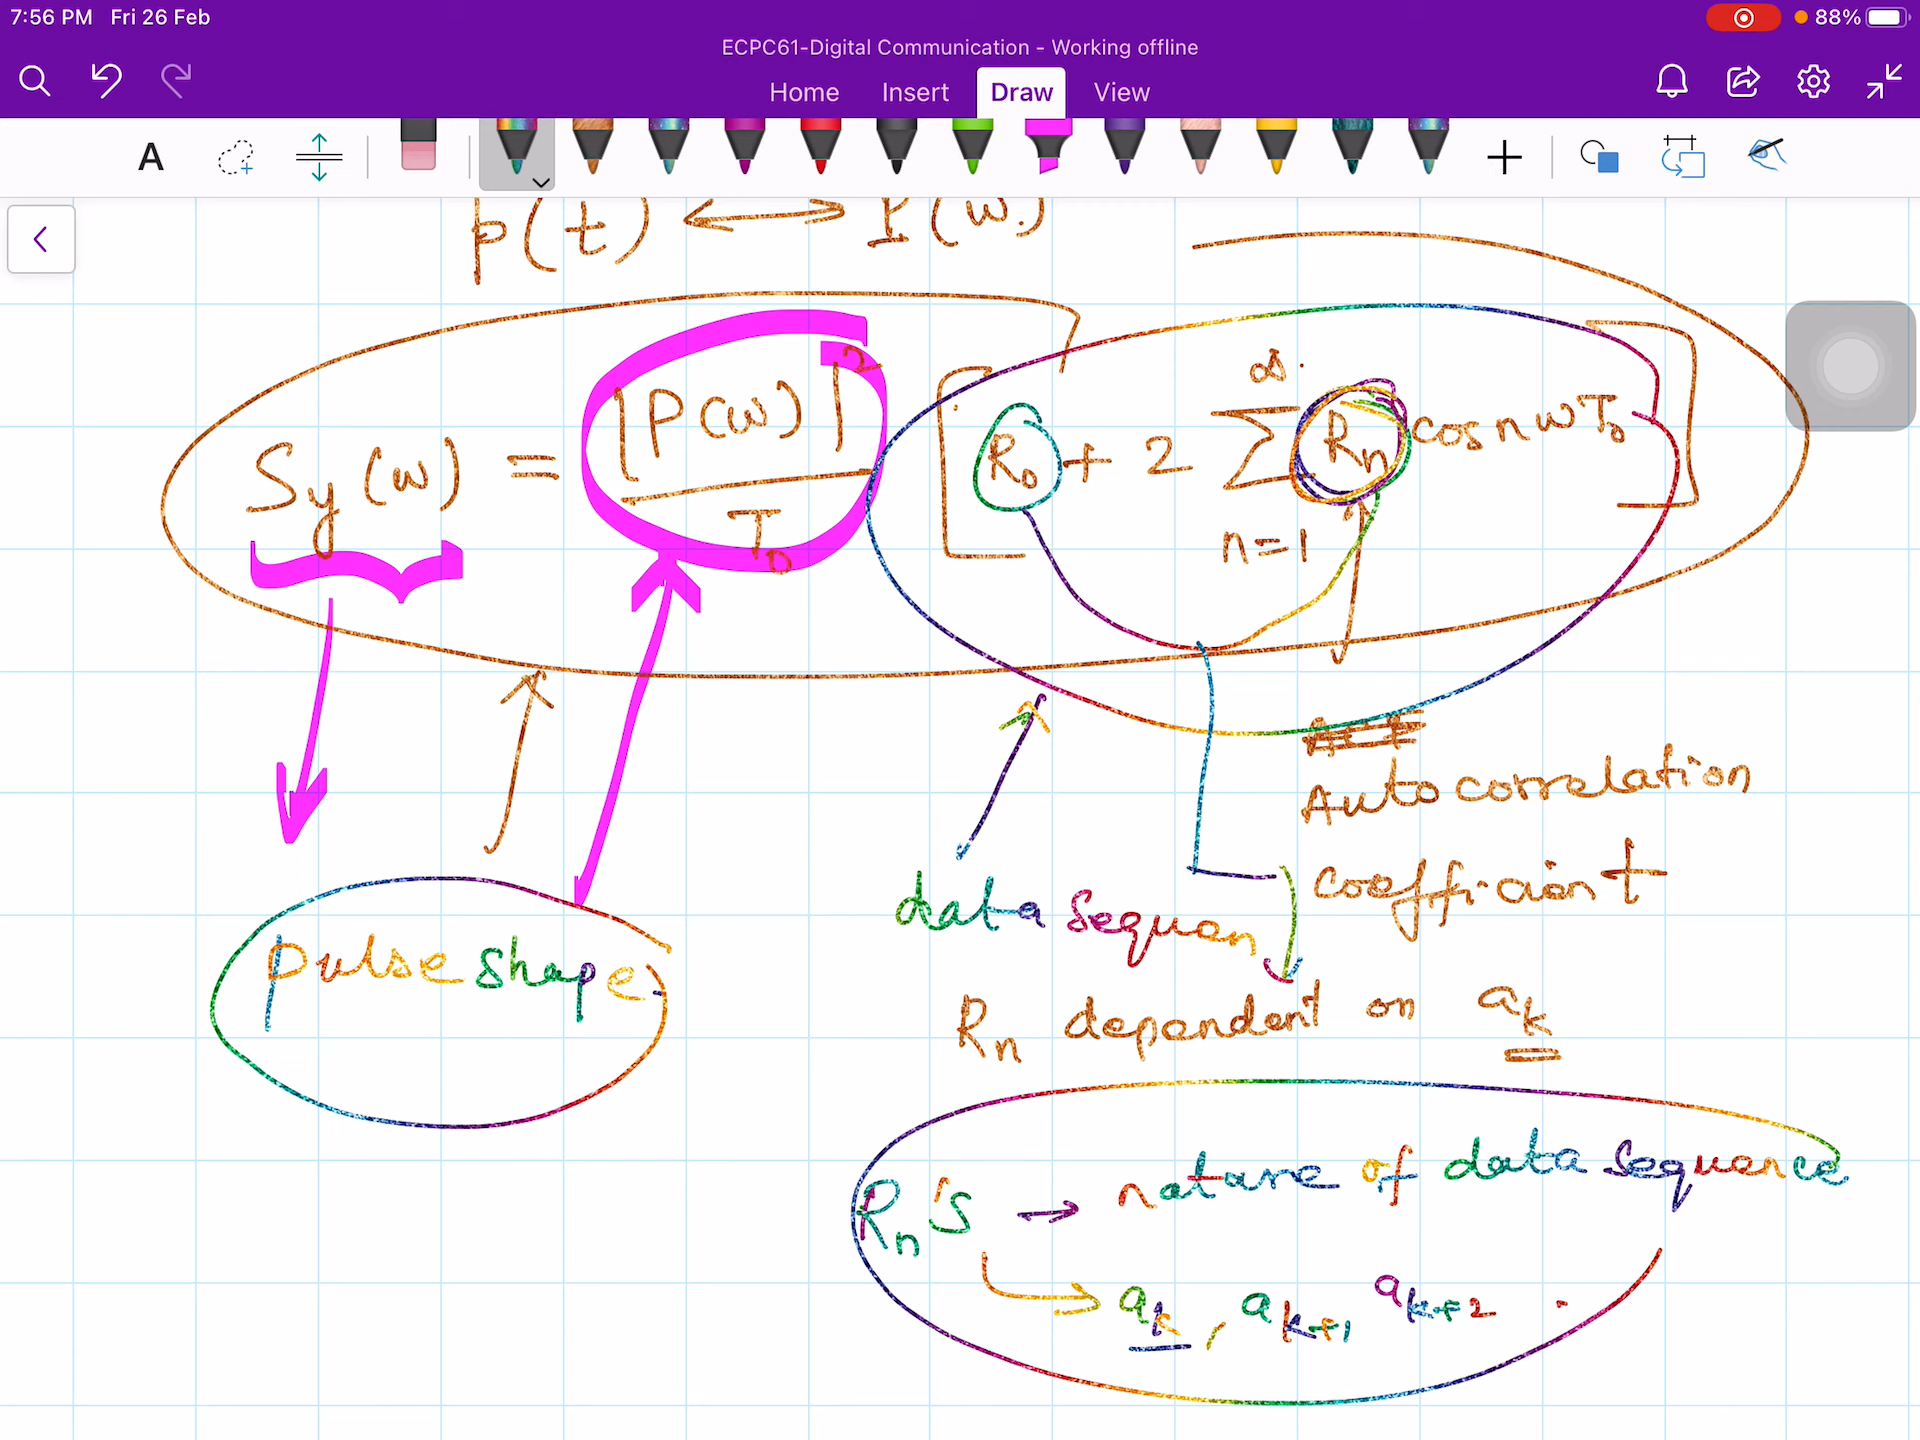 7:56 PM Fri 26 Feb
88%
ECPC61-Digital Communication - Working offline
Home Insert Draw View
A
p(t) ⟷ P(ω)
Sy(ω) = |P(ω)|² / T₀ [R₀ + 2 ∑ₙ₌₁^∞ Rₙ cos nωT₀]
Auto correlation
coefficient
data sequen
pulse shape
Rₙ dependent on aₖ
Rₙ's → nature of data sequence
aₖ, aₖ₊₁ aₖ₊₂ .